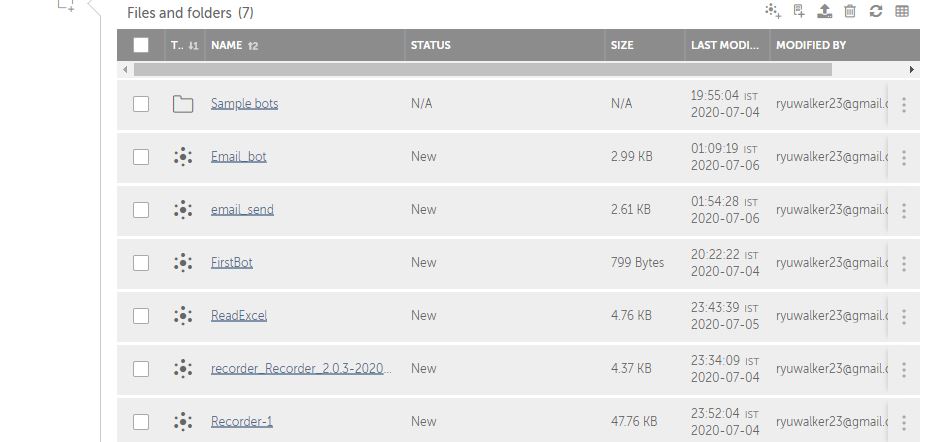 Files and folders (7)
T.. ↓1 NAME ↑2 STATUS SIZE LAST MODI... MODIFIED BY
Sample bots N/A N/A 19:55:04 IST 2020-07-04 ryuwalker23@gmail.c
Email_bot New 2.99 KB 01:09:19 IST 2020-07-06 ryuwalker23@gmail.c
email_send New 2.61 KB 01:54:28 IST 2020-07-06 ryuwalker23@gmail.c
FirstBot New 799 Bytes 20:22:22 IST 2020-07-04 ryuwalker23@gmail.c
ReadExcel New 4.76 KB 23:43:39 IST 2020-07-05 ryuwalker23@gmail.c
recorder_Recorder_2.0.3-2020... New 4.37 KB 23:34:09 IST 2020-07-04 ryuwalker23@gmail.c
Recorder-1 New 47.76 KB 23:52:04 IST 2020-07-04 ryuwalker23@gmail.c